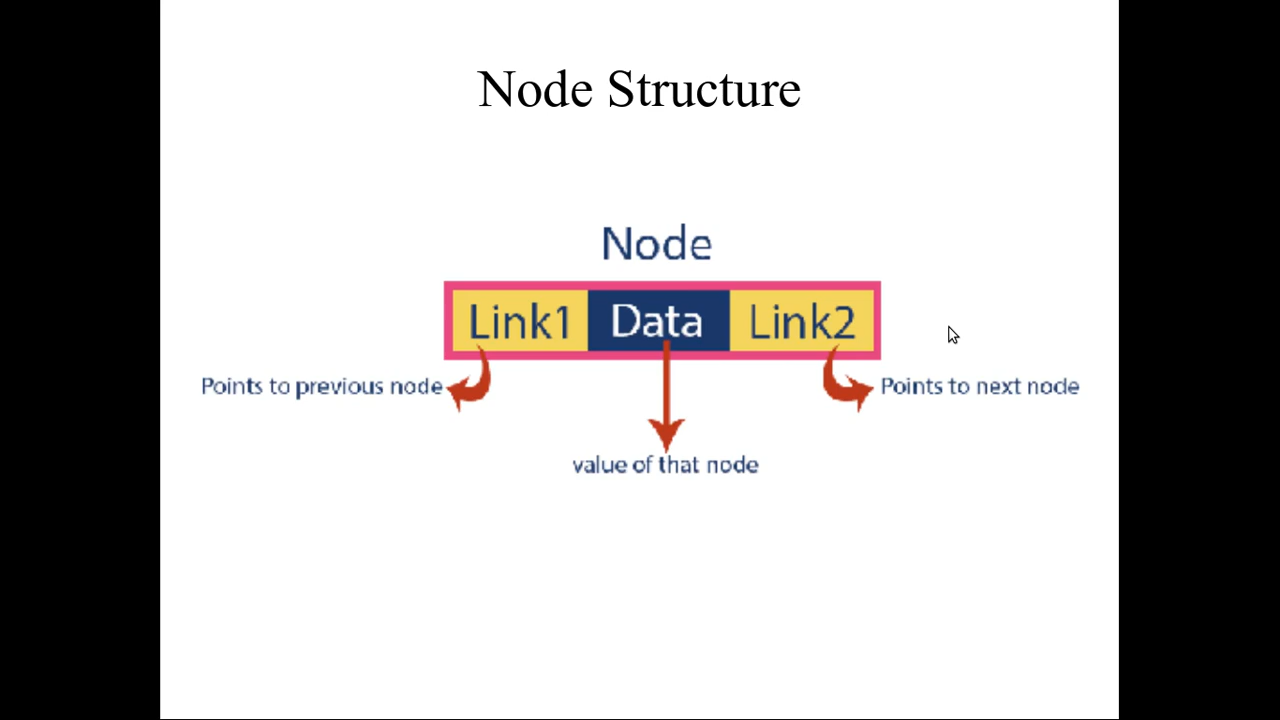 Node Structure
Node
Link1 Data Link2
Points to previous node
Points to next node
value of that node